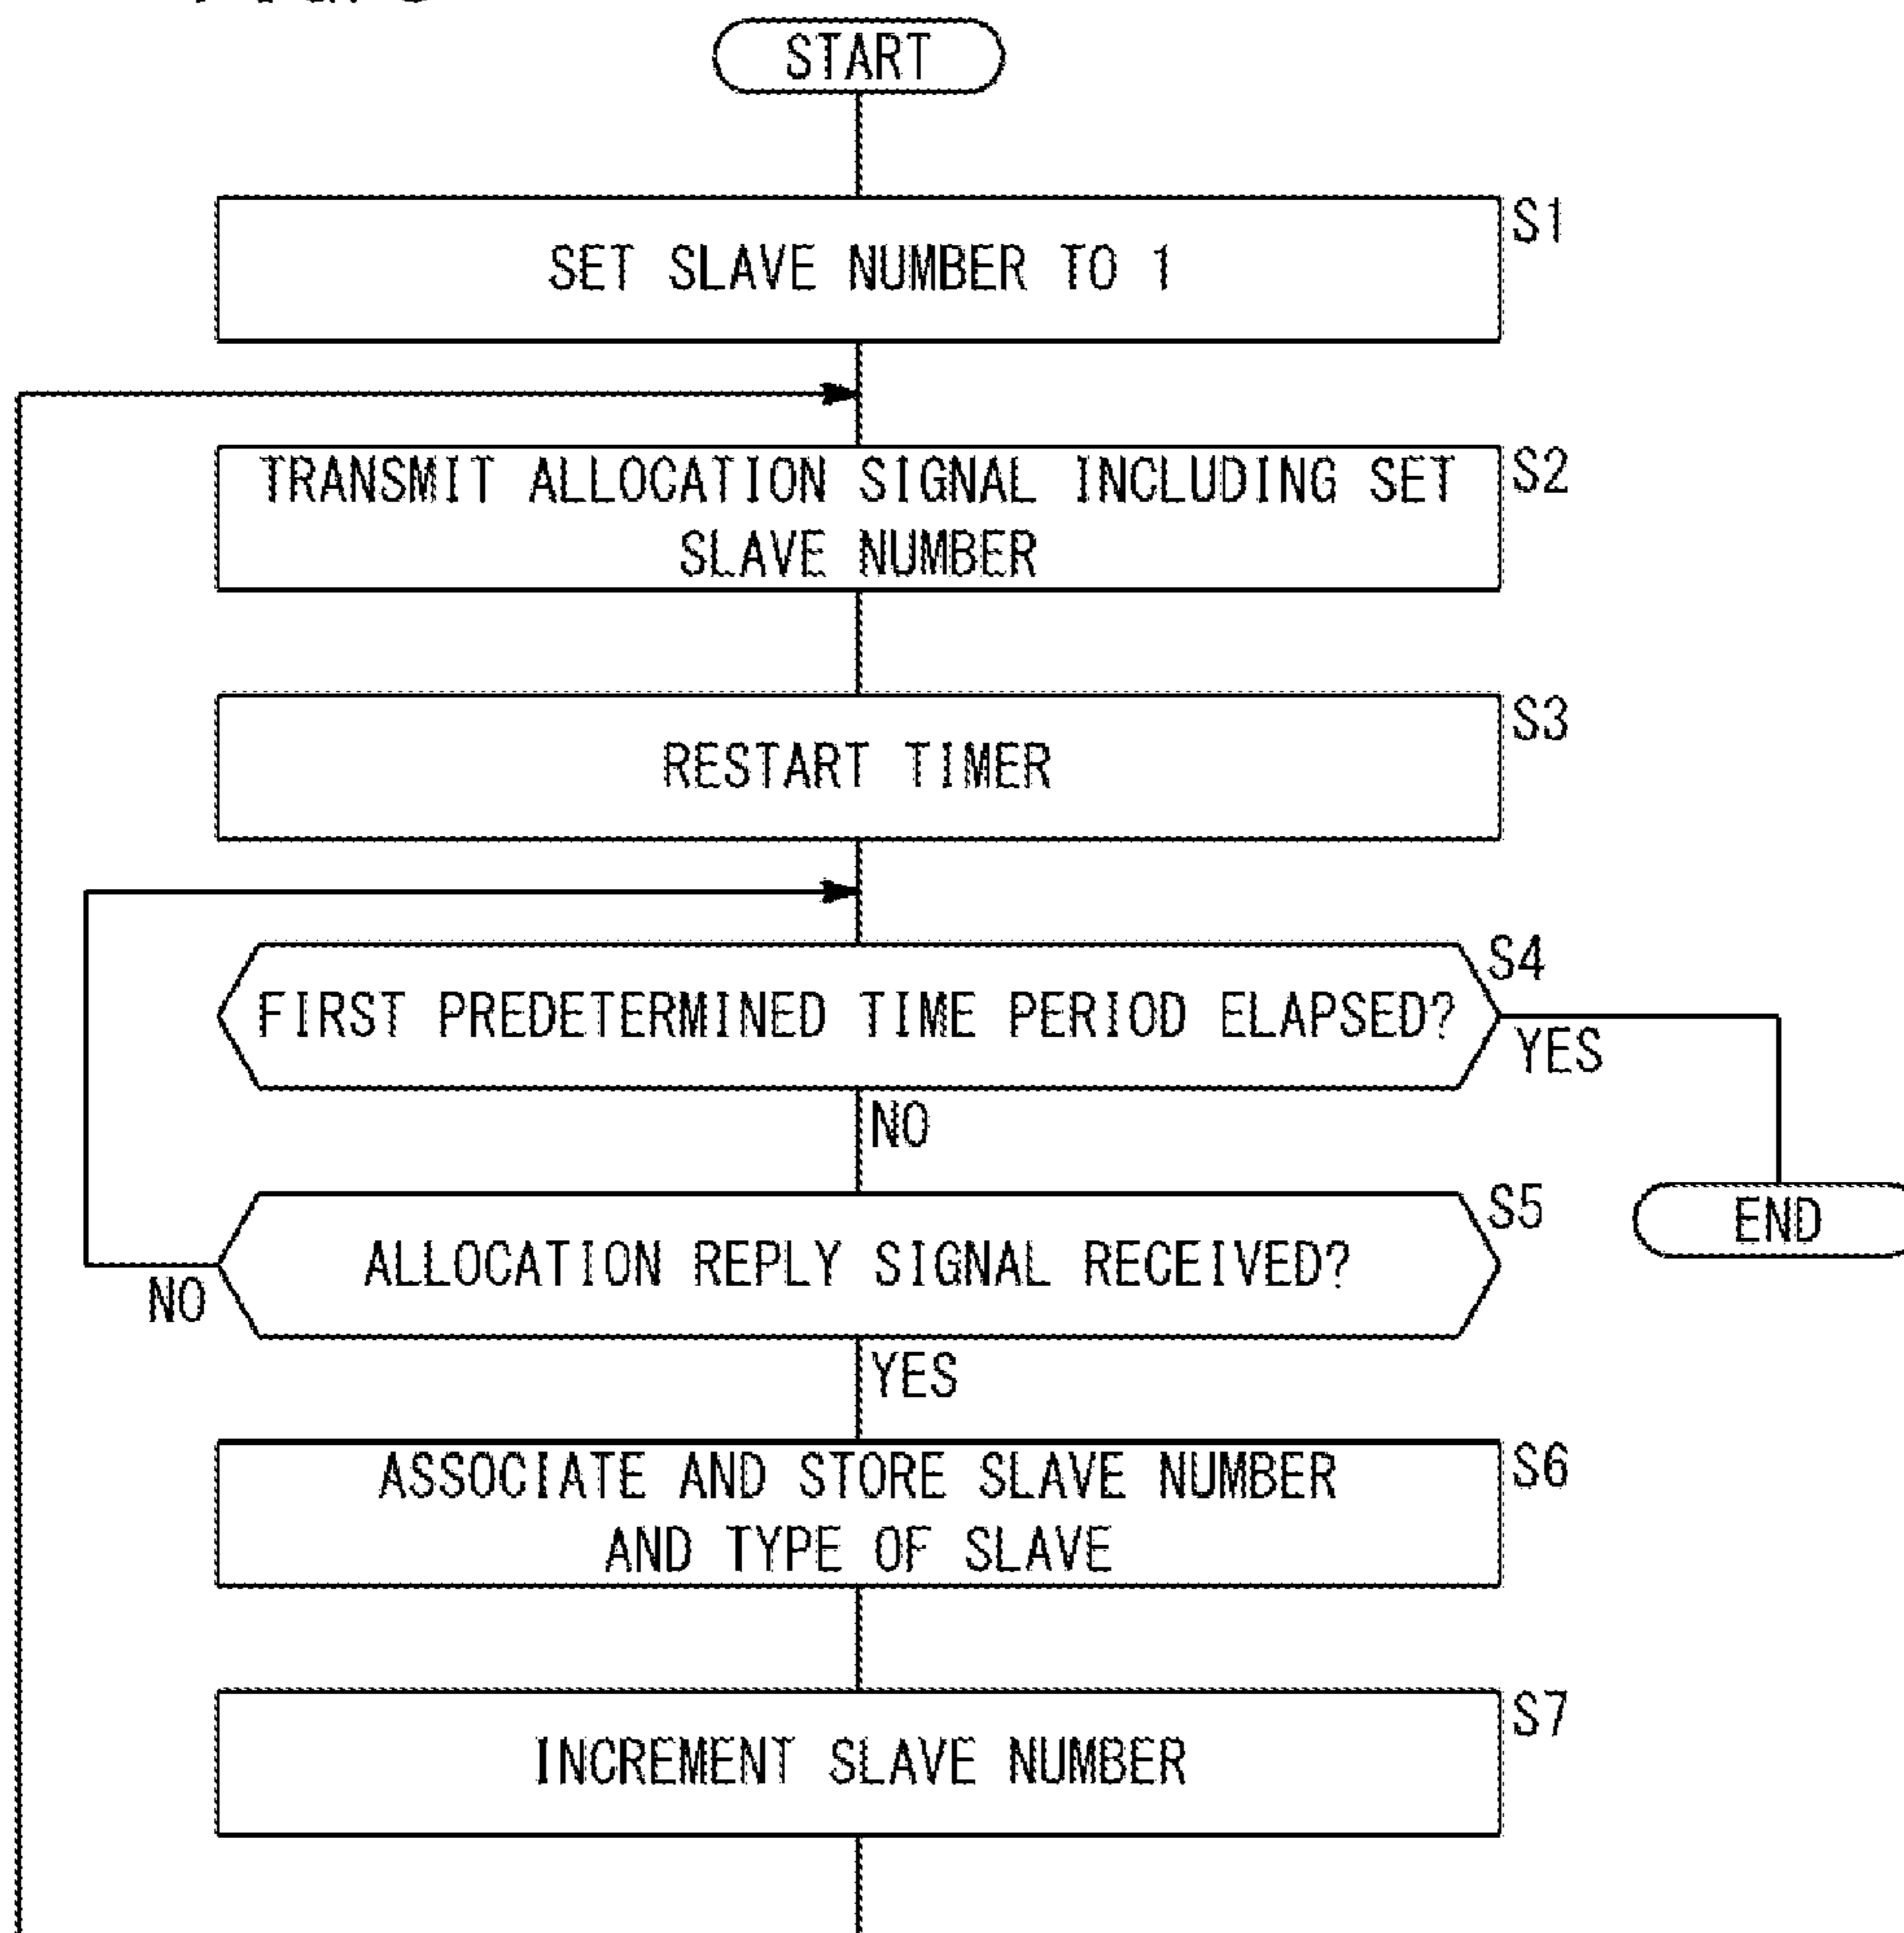 START
S1
SET SLAVE NUMBER TO 1
S2
TRANSMIT ALLOCATION SIGNAL INCLUDING SET
SLAVE NUMBER
S3
RESTART TIMER
S4
FIRST PREDETERMINED TIME PERIOD ELAPSED?
YES
NO
S5
END
ALLOCATION REPLY SIGNAL RECEIVED?
NO
YES
S6
ASSOCIATE AND STORE SLAVE NUMBER
AND TYPE OF SLAVE
S7
INCREMENT SLAVE NUMBER